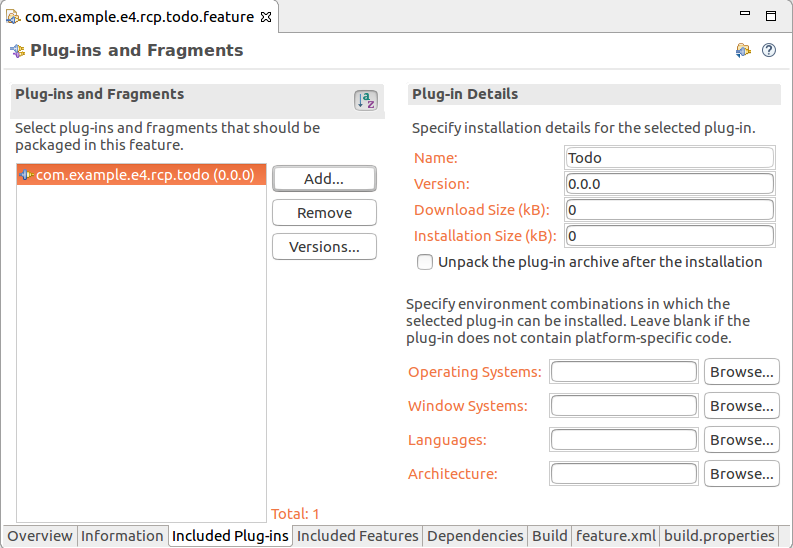 com.example.e4.rcp.todo.feature
Plug-ins and Fragments
Plug-ins and Fragments
a
z
Select plug-ins and fragments that should be
packaged in this feature.
com.example.e4.rcp.todo (0.0.0)
Add...
Remove
Versions...
Total: 1
Plug-in Details
Specify installation details for the selected plug-in.
Name: Todo
Version: 0.0.0
Download Size (kB): 0
Installation Size (kB): 0
Unpack the plug-in archive after the installation
Specify environment combinations in which the
selected plug-in can be installed. Leave blank if the
plug-in does not contain platform-specific code.
Operating Systems: Browse...
Window Systems: Browse...
Languages: Browse...
Architecture: Browse...
Overview Information Included Plug-ins Included Features Dependencies Build feature.xml build.properties